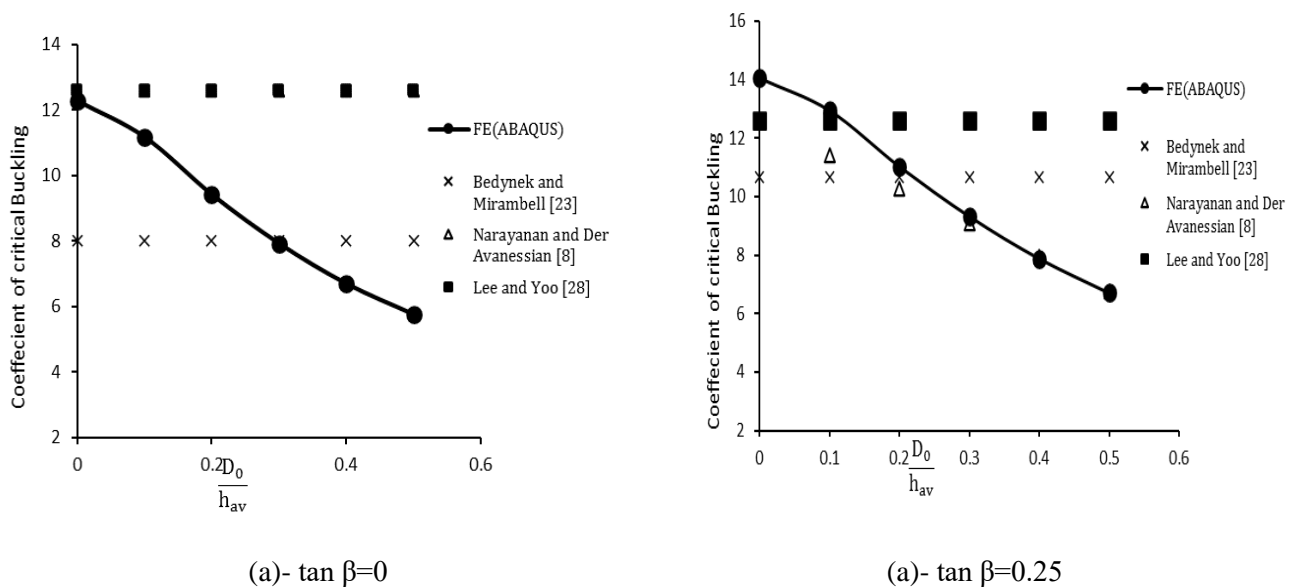 14
12
10
8
6
4
2
0
0.2
0.4
0.6
Coeffecient of critical Buckling
D₀
h_av
FE(ABAQUS)
Bedynek and
Mirambell [23]
Narayanan and Der
Avanessian [8]
Lee and Yoo [28]
(a)- tan β=0
16
14
12
10
8
6
4
2
0
0.1
0.2
0.3
0.4
0.5
0.6
Coeffecient of critical Buckling
D₀
h_av
FE(ABAQUS)
Bedynek and
Mirambell [23]
Narayanan and Der
Avanessian [8]
Lee and Yoo [28]
(a)- tan β=0.25